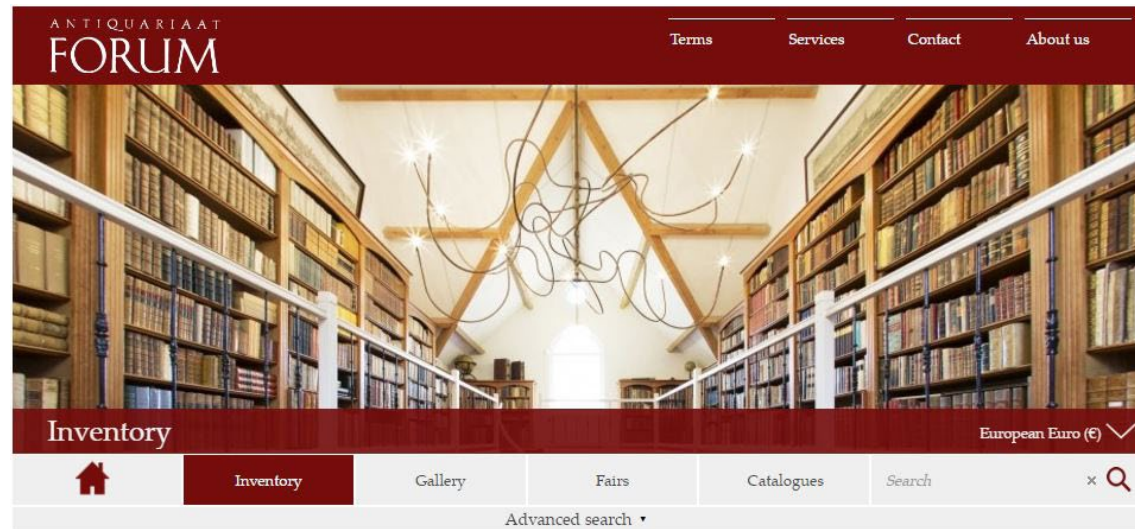 ANTIQUARIAAT
FORUM
Terms Services Contact About us
Inventory
European Euro (€)
Inventory Gallery Fairs Catalogues Search ×
Advanced search ▾